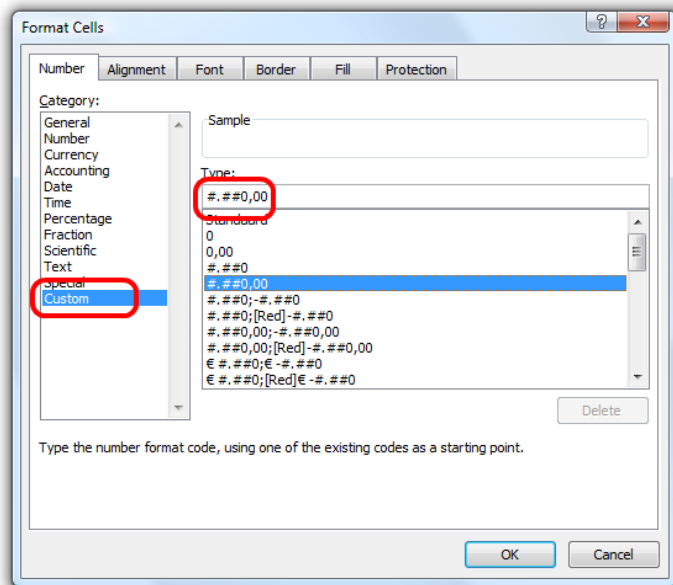 Format Cells
Number Alignment Font Border Fill Protection
Category:
General
Number
Currency
Accounting
Date
Time
Percentage
Fraction
Scientific
Text
Special
Custom
Sample
Type:
#.##0,00
Standaard
0
0,00
#.##0
#.##0,00
#.##0;-#.##0
#.##0;[Red]-#.##0
#.##0,00;-#.##0,00
#.##0,00;[Red]-#.##0,00
€ #.##0;€ -#.##0
€ #.##0;[Red]€ -#.##0
Delete
Type the number format code, using one of the existing codes as a starting point.
OK Cancel